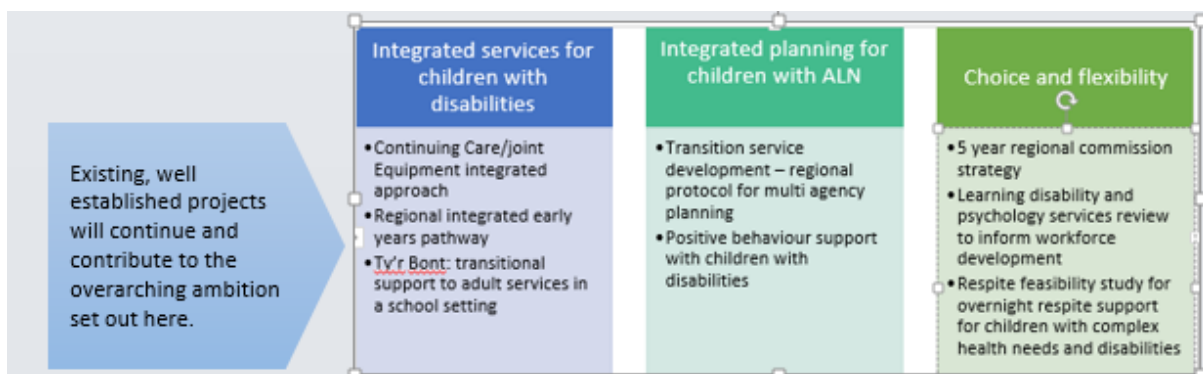 Existing, well
established projects
will continue and
contribute to the
overarching ambition
set out here.
Integrated services for
children with
disabilities
•Continuing Care/joint
Equipment integrated
approach
•Regional integrated early
years pathway
•Ty'r Bont: transitional
support to adult services in
a school setting
Integrated planning for
children with ALN
•Transition service
development – regional
protocol for multi agency
planning
•Positive behaviour support
with children with
disabilities
Choice and flexibility
•5 year regional commission
strategy
•Learning disability and
psychology services review
to inform workforce
development
•Respite feasibility study for
overnight respite support
for children with complex
health needs and disabilities